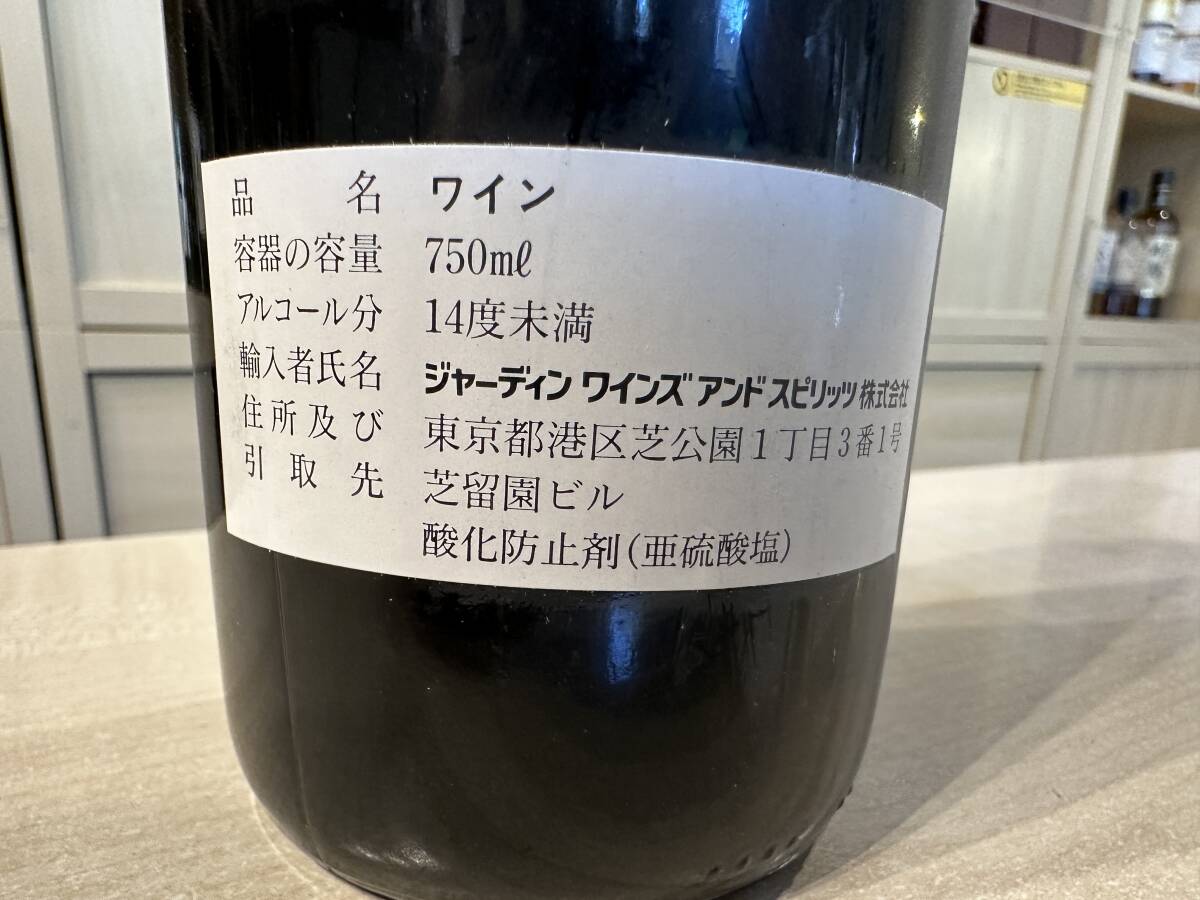 品名 ワイン
容器の容量 750mℓ
アルコール分 14度未満
輸入者氏名 ジャーディン ワインズ アンド スピリッツ 株式会社
住所及び 東京都港区芝公園1丁目3番1号
引取先 芝留園ビル
酸化防止剤(亜硫酸塩)